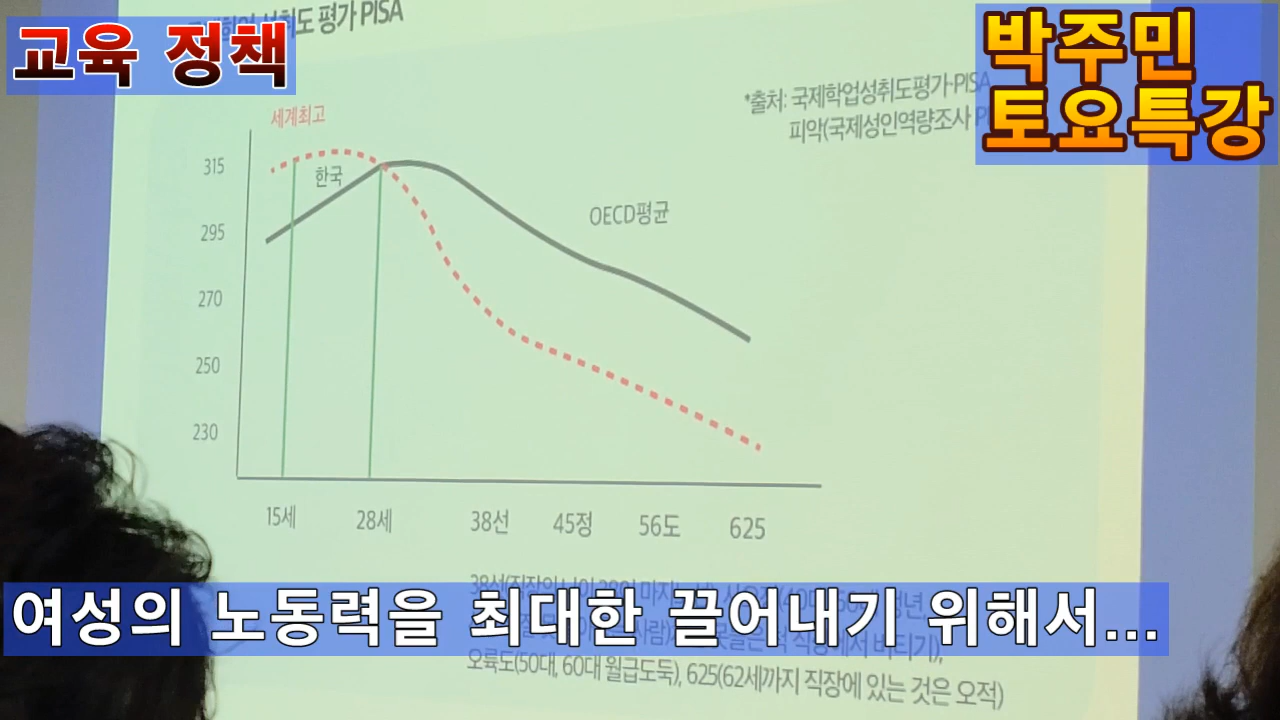 교육 정책
박주민
토요특강
평가 PISA
*출처: 국제학업성취도평가-PISA
피악(국제성인역량조사
세계최고
315
한국
OECD평균
295
270
250
230
15세 28세 38선 45정 56도 625
여성의 노동력을 최대한 끌어내기 위해서...
오륙도(50대, 60대 월급도둑), 625(62세까지 직장에 있는 것은 오적)